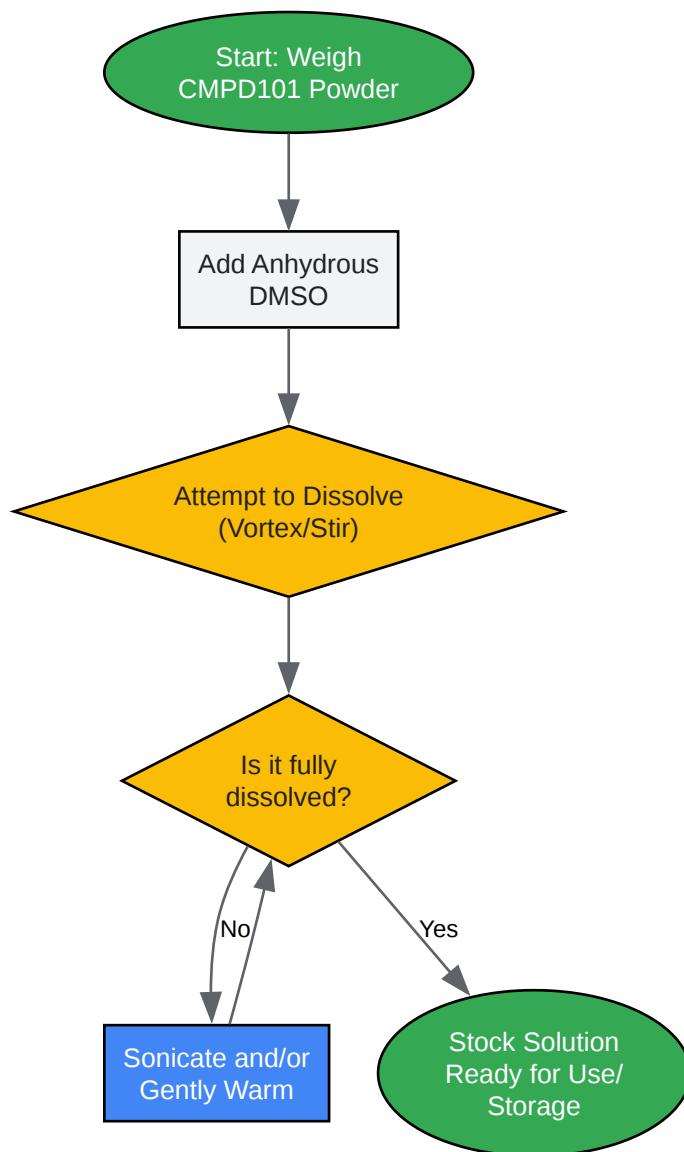 Start: Weigh
CMPD101 Powder
Add Anhydrous
DMSO
Attempt to Dissolve
(Vortex/Stir)
Is it fully
dissolved?
No
Yes
Sonicate and/or
Gently Warm
Stock Solution
Ready for Use/
Storage